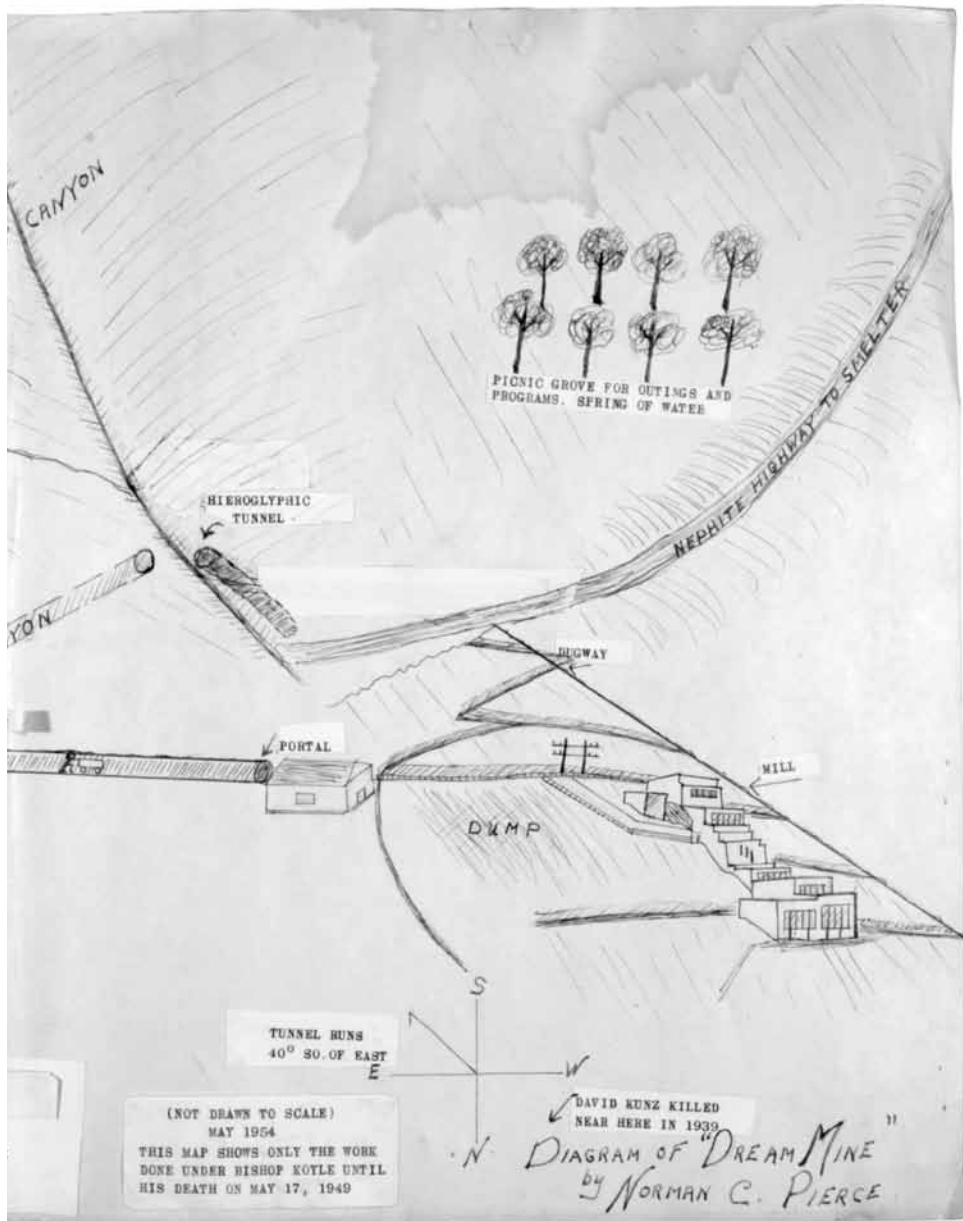 CANYON
PICNIC GROVE FOR OUTINGS AND
PROGRAMS. SPRING OF WATER
NEPHITE HIGHWAY TO SMELTER
HIEROGLYPHIC
TUNNEL
YON
DUGWAY
PORTAL
MILL
DUMP
S
TUNNEL RUNS
40° SO. OF EAST
E
W
N
DAVID KUNZ KILLED
NEAR HERE IN 1939
(NOT DRAWN TO SCALE)
MAY 1954
THIS MAP SHOWS ONLY THE WORK
DONE UNDER BISHOP KOYLE UNTIL
HIS DEATH ON MAY 17, 1949
DIAGRAM OF "DREAM MINE"
by NORMAN C. PIERCE